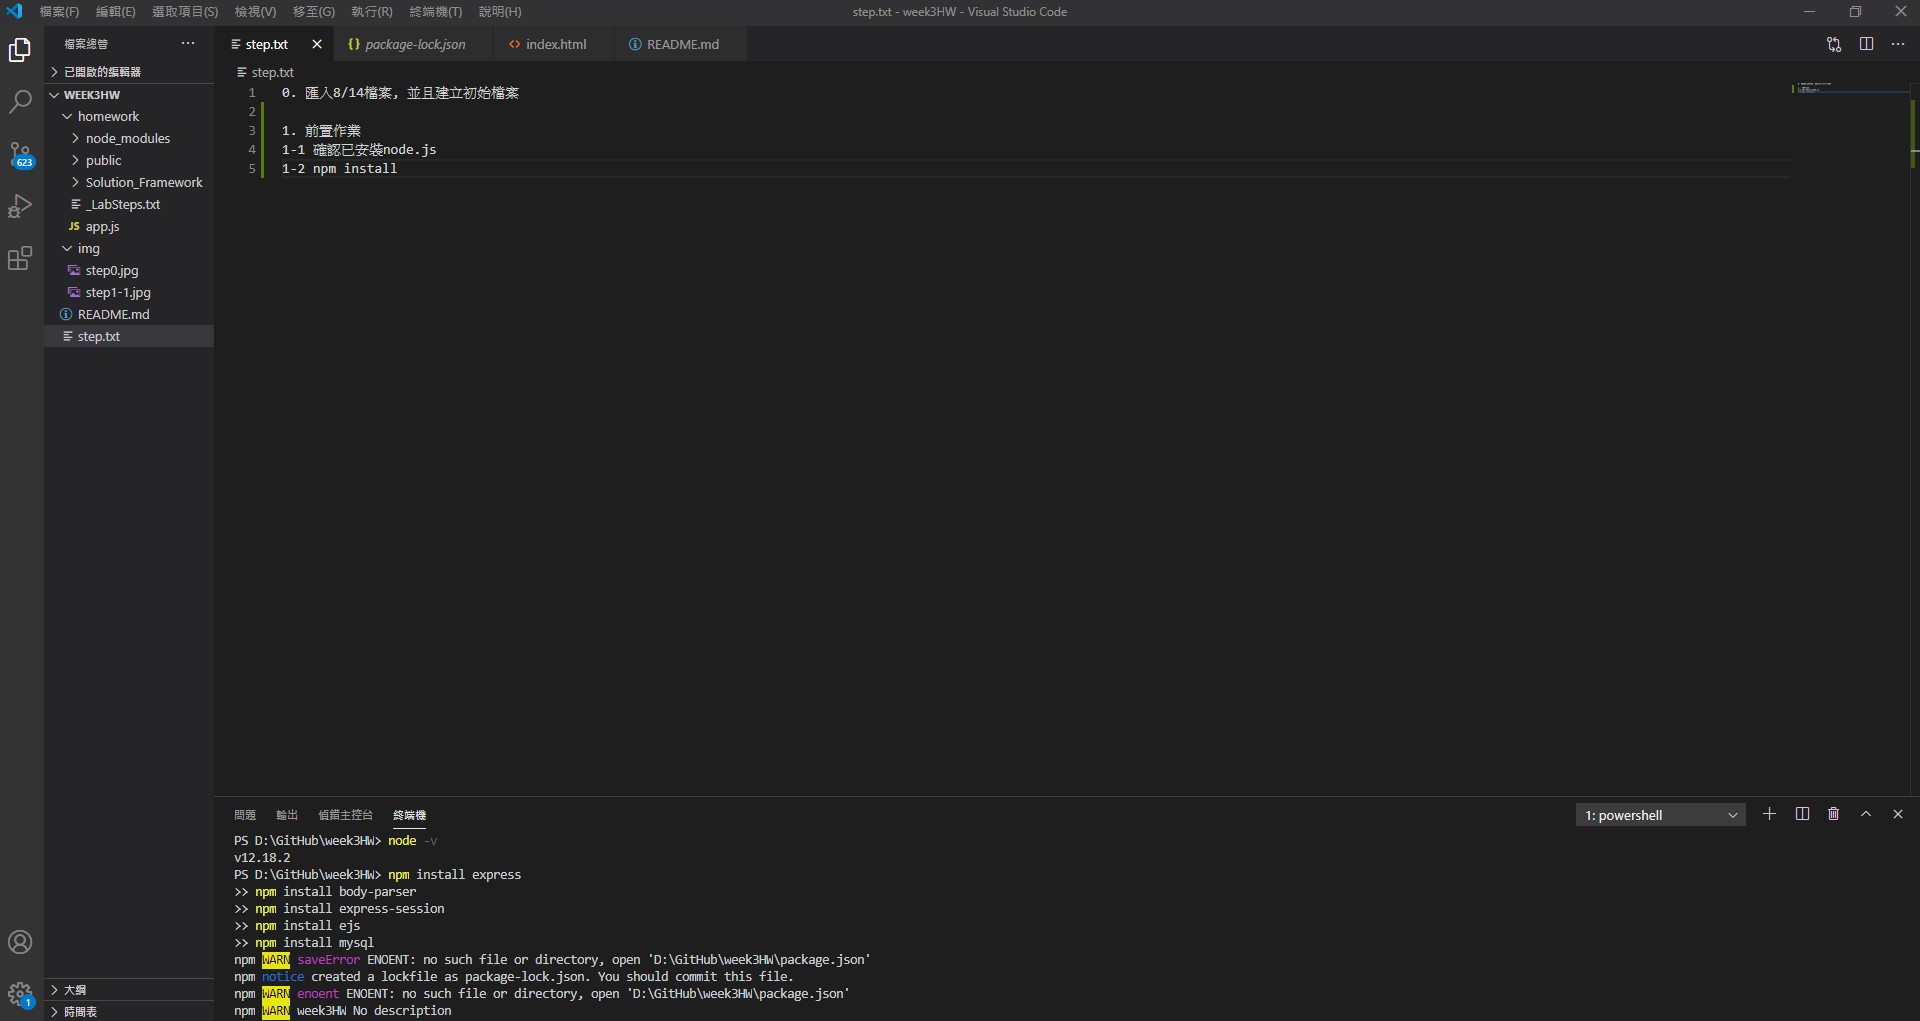 檔案(F) 編輯(E) 選取項目(S) 檢視(V) 移至(G) 執行(R) 終端機(T) 說明(H) step.txt - week3HW - Visual Studio Code
檔案總管
step.txt package-lock.json index.html README.md
已開啟的編輯器
step.txt
WEEK3HW
homework
node_modules
public
Solution_Framework
_LabSteps.txt
JS app.js
img
step0.jpg
step1-1.jpg
README.md
step.txt
623
1
大綱
時間表
1 0. 匯入8/14檔案, 並且建立初始檔案
2
3 1. 前置作業
4 1-1 確認已安裝node.js
5 1-2 npm install
問題 輸出 偵錯主控台 終端機 1: powershell
PS D:\GitHub\week3HW> node -v
v12.18.2
PS D:\GitHub\week3HW> npm install express
>> npm install body-parser
>> npm install express-session
>> npm install ejs
>> npm install mysql
npm WARN saveError ENOENT: no such file or directory, open 'D:\GitHub\week3HW\package.json'
npm notice created a lockfile as package-lock.json. You should commit this file.
npm WARN enoent ENOENT: no such file or directory, open 'D:\GitHub\week3HW\package.json'
npm WARN week3HW No description